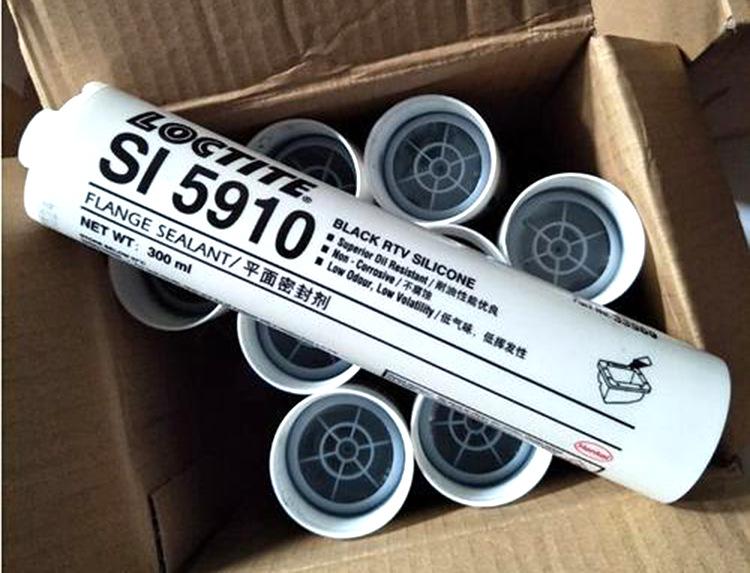 LOCTITE®
SI 5910
FLANGE SEALANT/平面密封剂
NET WT: 300 ml
BLACK RTV SILICONE
■ Superior Oil Resistant / 耐油性能优良
■ Non - Corrosive / 不腐蚀
■ Low Odour, Low Volatility / 低气味，低挥发性
Part No.
Henkel